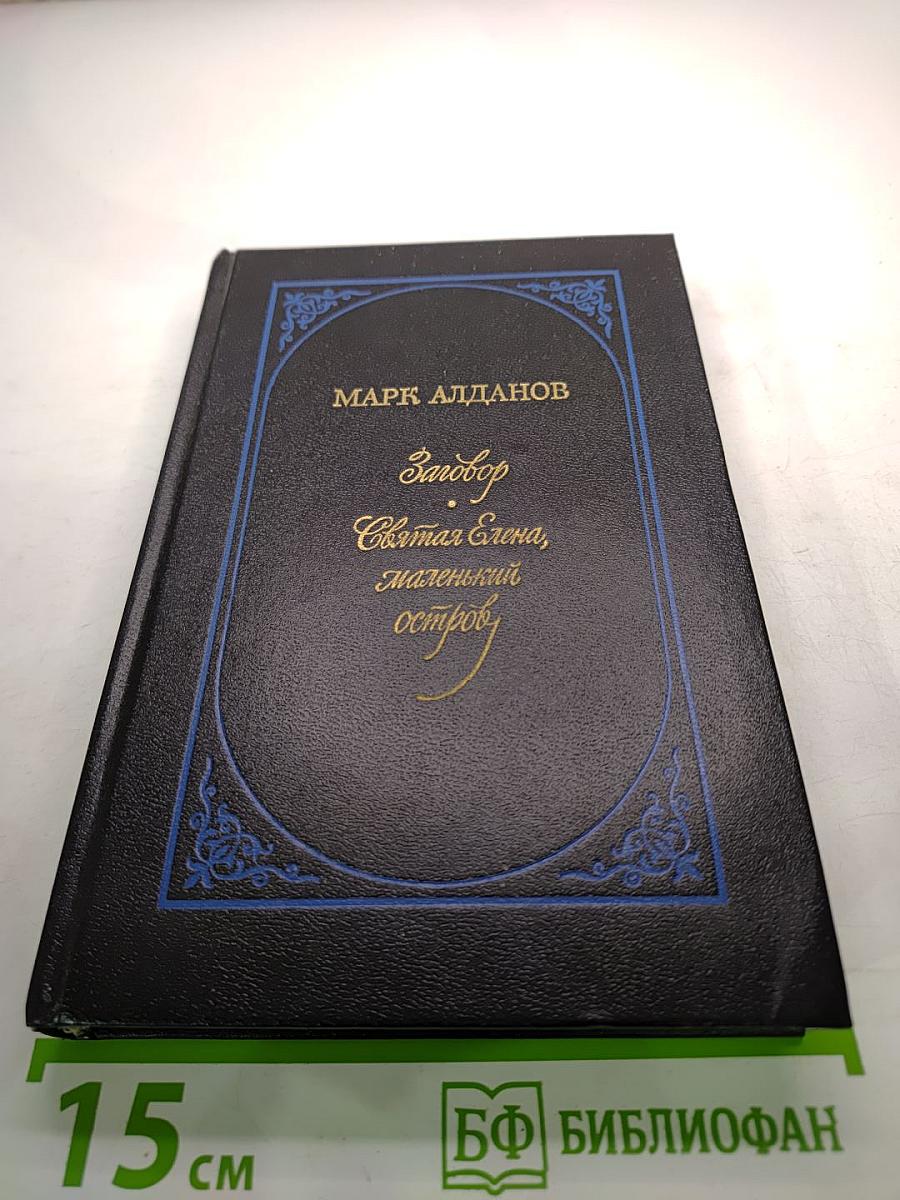 МАРК АЛДАНОВ
Заговор
•
Святая Елена,
маленький
остров
15 см
БФ БИБЛИОФАН